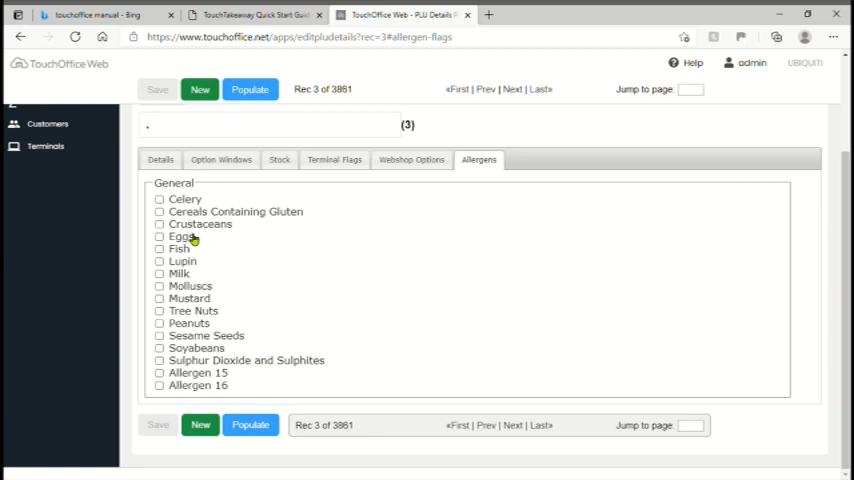 touchoffice manual - Bing
TouchTakeaway Quick Start Guid
TouchOffice Web - PLU Details P
https://www.touchoffice.net/apps/editpludetails?rec=3#allergen-flags
TouchOffice Web
Help
admin
UBIQUITI
Save
New
Populate
Rec 3 of 3861
«First | Prev | Next | Last»
Jump to page:
Customers
Terminals
. (3)
Details
Option Windows
Stock
Terminal Flags
Webshop Options
Allergens
General
Celery
Cereals Containing Gluten
Crustaceans
Eggs
Fish
Lupin
Milk
Molluscs
Mustard
Tree Nuts
Peanuts
Sesame Seeds
Soyabeans
Sulphur Dioxide and Sulphites
Allergen 15
Allergen 16
Save
New
Populate
Rec 3 of 3861
«First | Prev | Next | Last»
Jump to page: